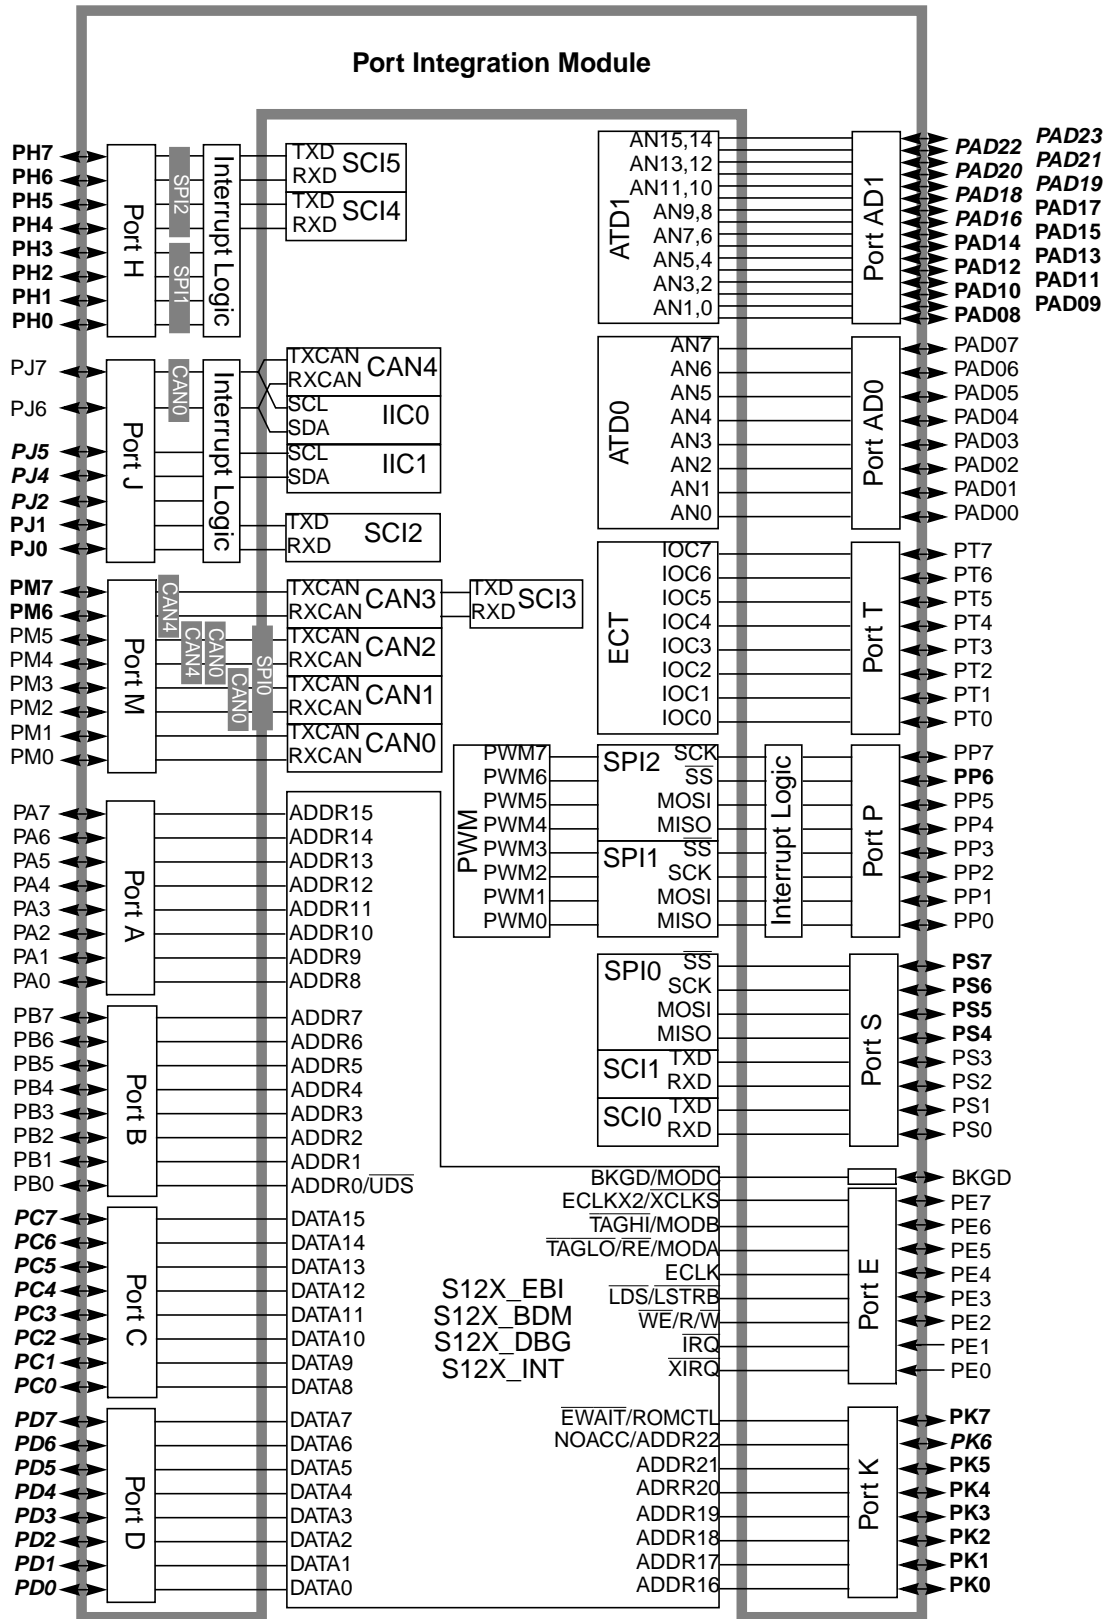 Port Integration Module
PH7
PH6
PH5
PH4
PH3
PH2
PH1
PH0
Port H
SPI2
SPI1
Interrupt Logic
TXD
RXD
SCI5
TXD
RXD
SCI4
PJ7
PJ6
PJ5
PJ4
PJ2
PJ1
PJ0
Port J
CAN0
Interrupt Logic
TXCAN
RXCAN
CAN4
SCL
SDA
IIC0
SCL
SDA
IIC1
TXD
RXD
SCI2
PM7
PM6
PM5
PM4
PM3
PM2
PM1
PM0
Port M
CAN4
CAN4
CAN0
CAN0
SPI0
TXCAN
RXCAN
CAN3
TXD
RXD
SCI3
TXCAN
RXCAN
CAN2
TXCAN
RXCAN
CAN1
TXCAN
RXCAN
CAN0
PA7
PA6
PA5
PA4
PA3
PA2
PA1
PA0
Port A
ADDR15
ADDR14
ADDR13
ADDR12
ADDR11
ADDR10
ADDR9
ADDR8
PB7
PB6
PB5
PB4
PB3
PB2
PB1
PB0
Port B
ADDR7
ADDR6
ADDR5
ADDR4
ADDR3
ADDR2
ADDR1
ADDR0/UDS
PC7
PC6
PC5
PC4
PC3
PC2
PC1
PC0
Port C
DATA15
DATA14
DATA13
DATA12
DATA11
DATA10
DATA9
DATA8
PD7
PD6
PD5
PD4
PD3
PD2
PD1
PD0
Port D
DATA7
DATA6
DATA5
DATA4
DATA3
DATA2
DATA1
DATA0
S12X_EBI
S12X_BDM
S12X_DBG
S12X_INT
ATD1
AN15,14
AN13,12
AN11,10
AN9,8
AN7,6
AN5,4
AN3,2
AN1,0
Port AD1
PAD23
PAD22
PAD21
PAD20
PAD19
PAD18
PAD17
PAD16
PAD15
PAD14
PAD13
PAD12
PAD11
PAD10
PAD09
PAD08
ATD0
AN7
AN6
AN5
AN4
AN3
AN2
AN1
AN0
Port AD0
PAD07
PAD06
PAD05
PAD04
PAD03
PAD02
PAD01
PAD00
ECT
IOC7
IOC6
IOC5
IOC4
IOC3
IOC2
IOC1
IOC0
Port T
PT7
PT6
PT5
PT4
PT3
PT2
PT1
PT0
PWM
PWM7
PWM6
PWM5
PWM4
PWM3
PWM2
PWM1
PWM0
SPI2
SCK
SS
MOSI
MISO
SPI1
SS
SCK
MOSI
MISO
Interrupt Logic
Port P
PP7
PP6
PP5
PP4
PP3
PP2
PP1
PP0
SPI0
SS
SCK
MOSI
MISO
SCI1
TXD
RXD
SCI0
TXD
RXD
Port S
PS7
PS6
PS5
PS4
PS3
PS2
PS1
PS0
BKGD/MODC
ECLKX2/XCLKS
TAGHI/MODB
TAGLO/RE/MODA
ECLK
LDS/LSTRB
WE/R/W
IRQ
XIRQ
Port E
BKGD
PE7
PE6
PE5
PE4
PE3
PE2
PE1
PE0
EWAIT/ROMCTL
NOACC/ADDR22
ADDR21
ADRR20
ADDR19
ADDR18
ADDR17
ADDR16
Port K
PK7
PK6
PK5
PK4
PK3
PK2
PK1
PK0